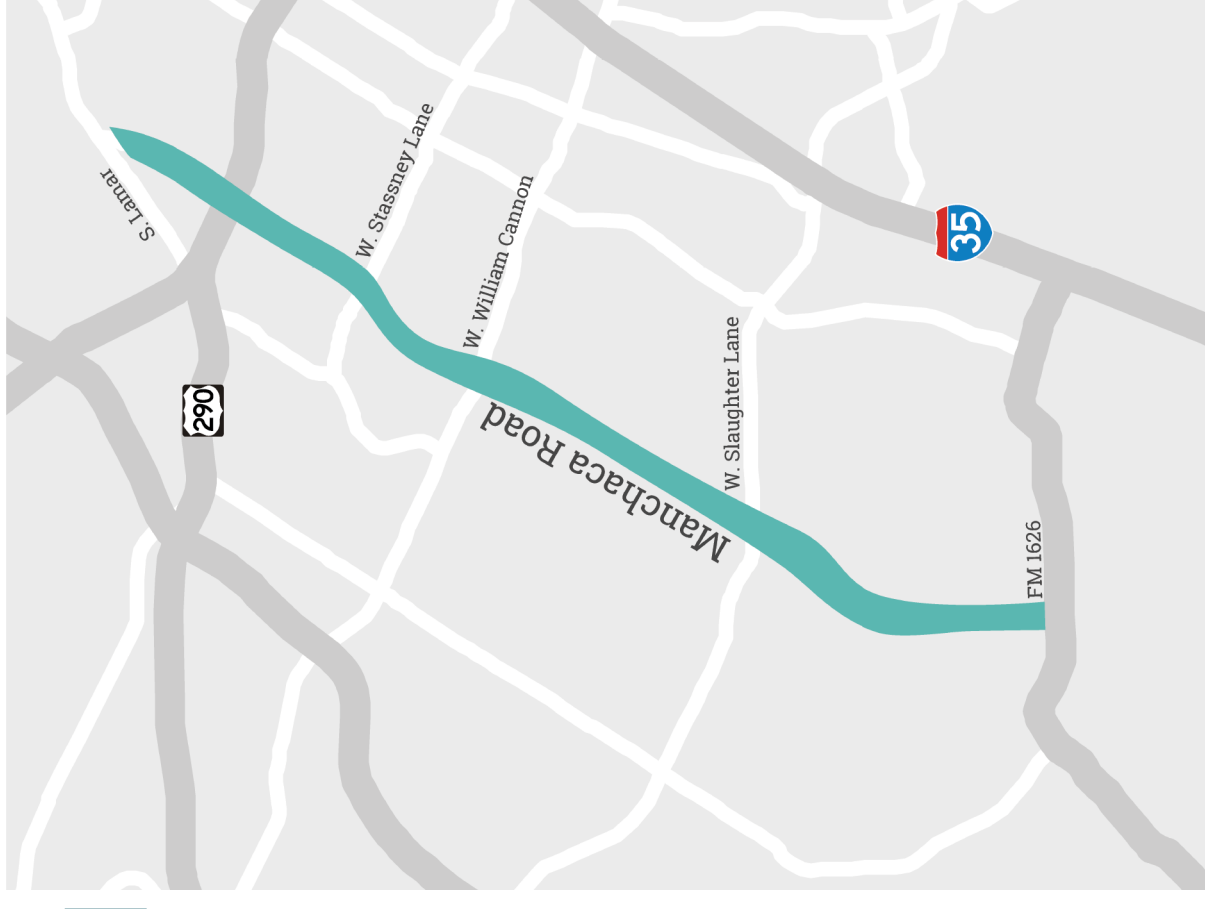 S. Lamar
W. Stassney Lane
W. William Cannon
35
290
W. Slaughter Lane
Manchaca Road
FM 1626